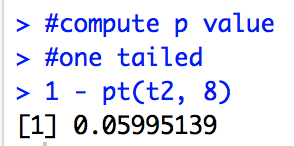 > #compute p value
> #one tailed
> 1 - pt(t2, 8)
[1] 0.05995139